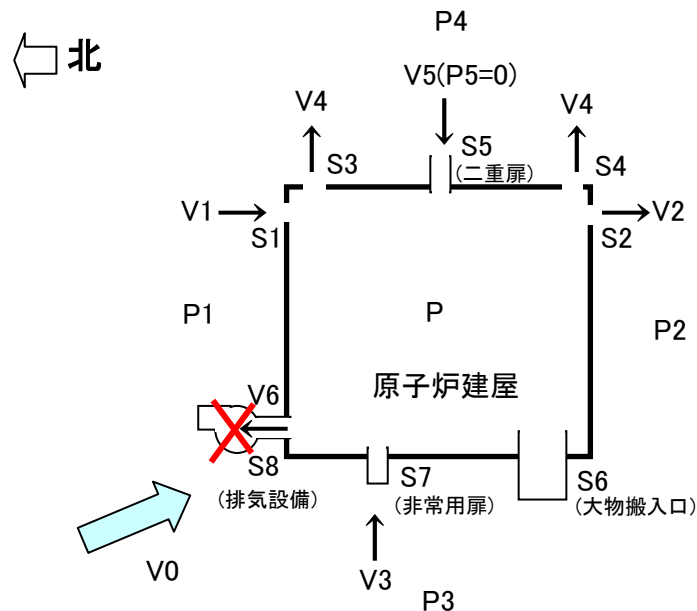 P4
北
V5(P5=0)
V4
V4
S3
S5
(二重扉)
S4
V1
V2
S1
S2
P1
P
P2
原子炉建屋
V6
S8
(排気設備)
S7
(非常用扉)
S6
(大物搬入口)
V0
V3
P3